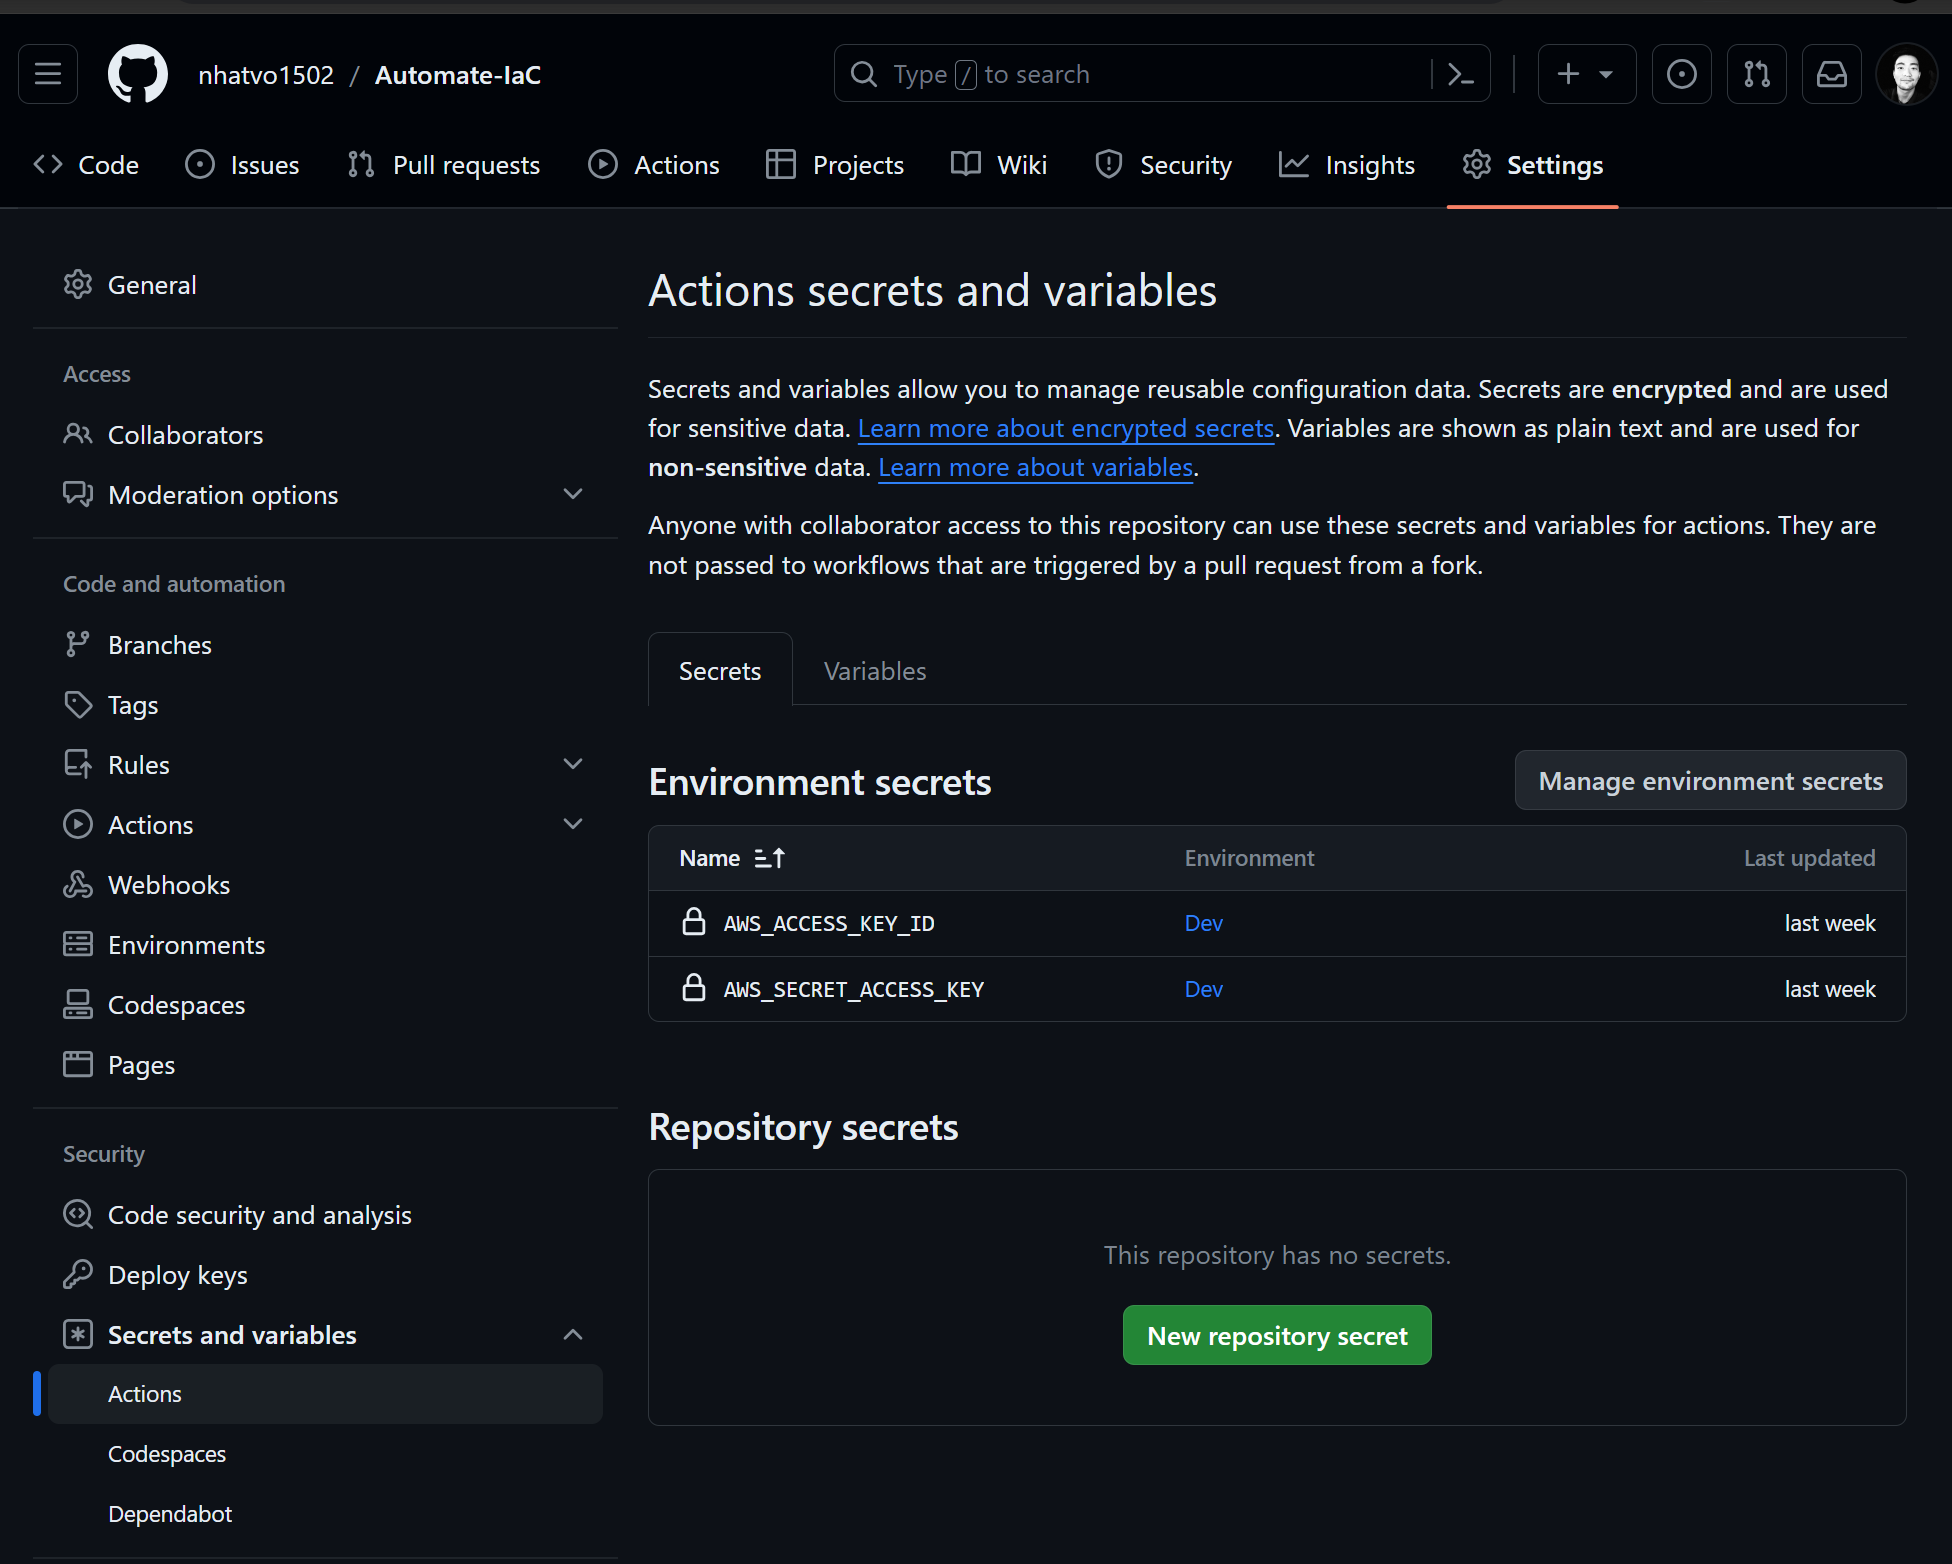 nhatvo1502 / Automate-IaC
Type / to search
Code
Issues
Pull requests
Actions
Projects
Wiki
Security
Insights
Settings
General
Access
Collaborators
Moderation options
Code and automation
Branches
Tags
Rules
Actions
Webhooks
Environments
Codespaces
Pages
Security
Code security and analysis
Deploy keys
Secrets and variables
Actions
Codespaces
Dependabot
Actions secrets and variables
Secrets and variables allow you to manage reusable configuration data. Secrets are encrypted and are used
for sensitive data. Learn more about encrypted secrets. Variables are shown as plain text and are used for
non-sensitive data. Learn more about variables.
Anyone with collaborator access to this repository can use these secrets and variables for actions. They are
not passed to workflows that are triggered by a pull request from a fork.
Secrets
Variables
Environment secrets
Manage environment secrets
Name Environment Last updated
AWS_ACCESS_KEY_ID Dev last week
AWS_SECRET_ACCESS_KEY Dev last week
Repository secrets
This repository has no secrets.
New repository secret